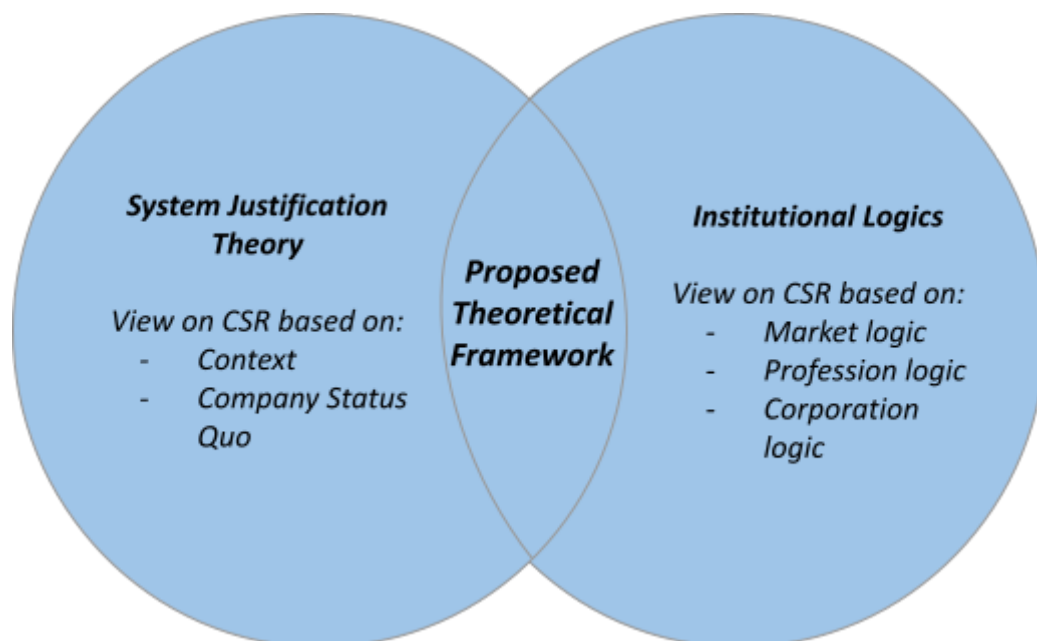 System Justification
Theory
View on CSR based on:
- Context
- Company Status
Quo
Proposed
Theoretical
Framework
Institutional Logics
View on CSR based on:
- Market logic
- Profession logic
- Corporation
logic